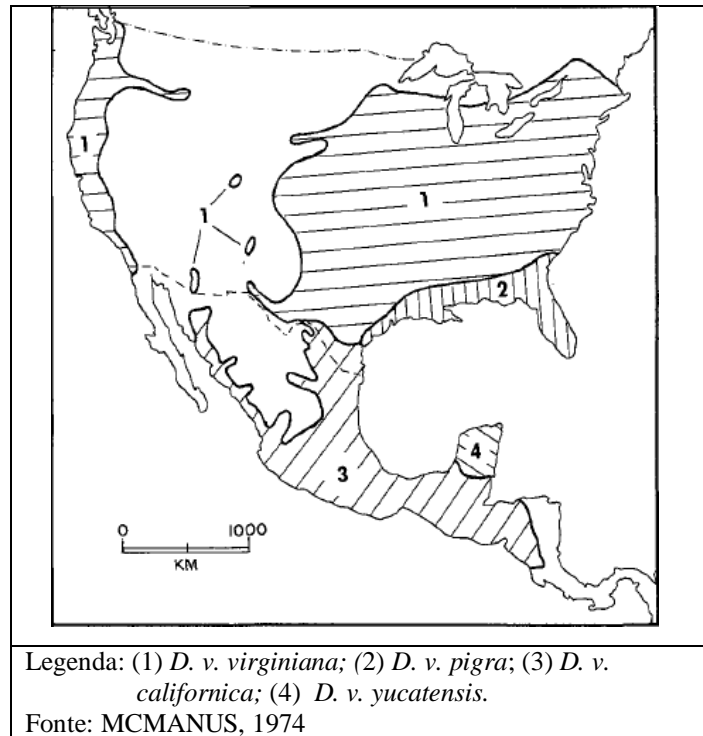 1
1
1
2
3
4
0 1000
KM
Legenda: (1) D. v. virginiana; (2) D. v. pigra; (3) D. v.
californica; (4) D. v. yucatensis.
Fonte: MCMANUS, 1974